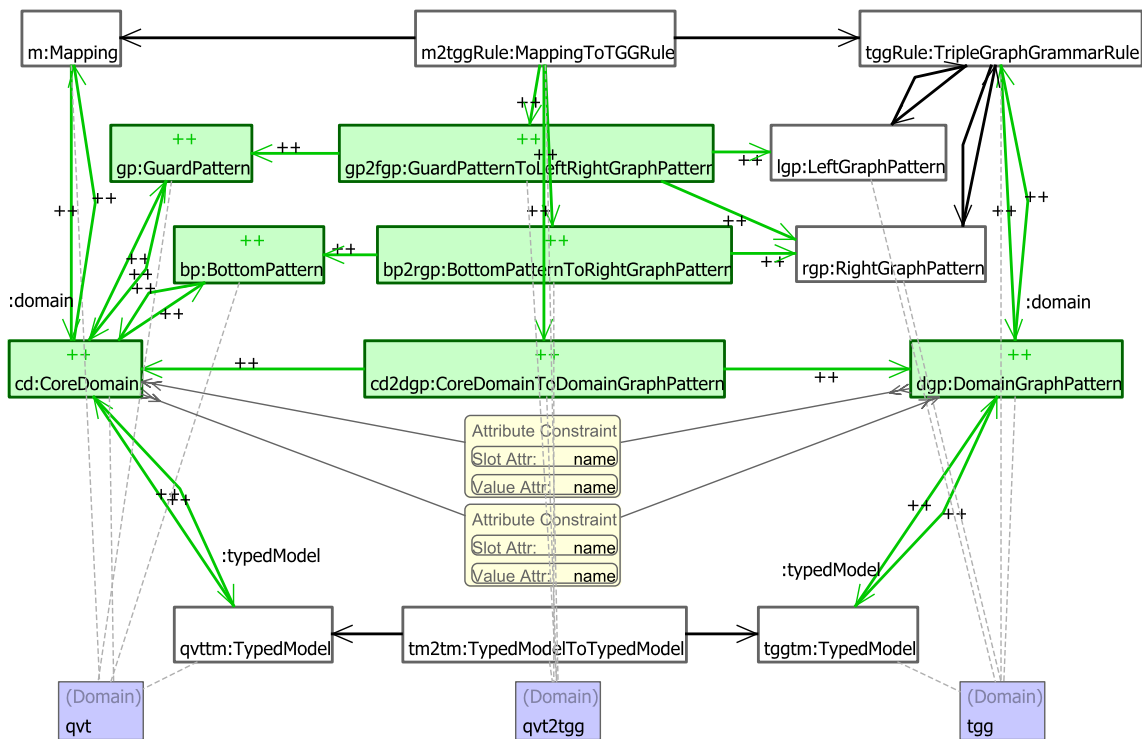 m:Mapping
m2tggRule:MappingToTGGRule
tggRule:TripleGraphGrammarRule
++
++
gp:GuardPattern
++
++
gp2fgp:GuardPatternToLeftRightGraphPattern
++
++
lgp:LeftGraphPattern
++
++
++
++
++
++
++
bp:BottomPattern
++
++
bp2rgp:BottomPatternToRightGraphPattern
++
rgp:RightGraphPattern
++
++
++
:domain
:domain
++
cd:CoreDomain
++
++
cd2dgp:CoreDomainToDomainGraphPattern
++
++
dgp:DomainGraphPattern
Attribute Constraint
Slot Attr: name
Value Attr: name
++
++
++
++
Attribute Constraint
Slot Attr: name
Value Attr: name
:typedModel
:typedModel
qvttm:TypedModel
tm2tm:TypedModelToTypedModel
tggtm:TypedModel
(Domain)
qvt
(Domain)
qvt2tgg
(Domain)
tgg